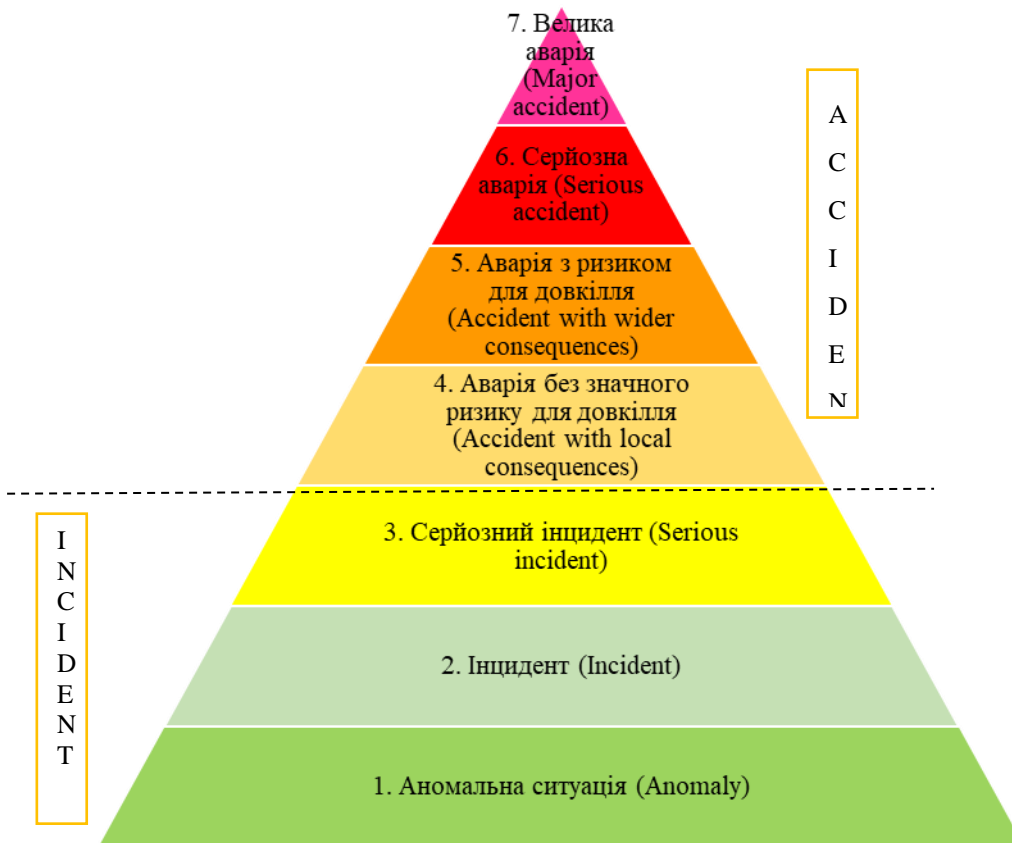 7. Велика
аварія
(Major
accident)
A
C
C
I
D
E
N
6. Серйозна
аварія (Serious
accident)
5. Аварія з ризиком
для довкілля
(Accident with wider
consequences)
4. Аварія без значного
ризику для довкілля
(Accident with local
consequences)
I
N
C
I
D
E
N
T
3. Серйозний інцидент (Serious
incident)
2. Інцидент (Incident)
1. Аномальна ситуація (Anomaly)